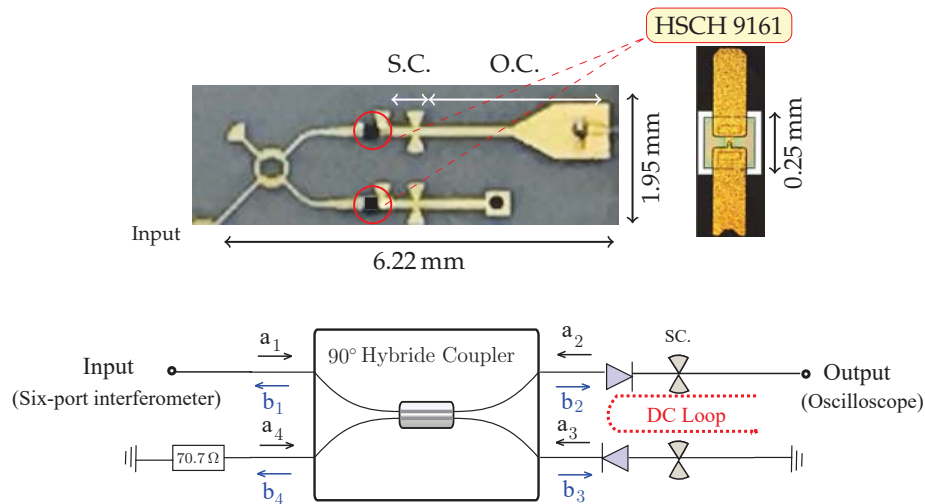 HSCH 9161
S.C.
O.C.
1.95 mm
0.25 mm
Input
6.22 mm
a1
90° Hybride Coupler
a2
SC.
Input
(Six-port interferometer)
b1
b2
Output
(Oscilloscope)
DC Loop
a4
a3
70.7 Ω
b4
b3